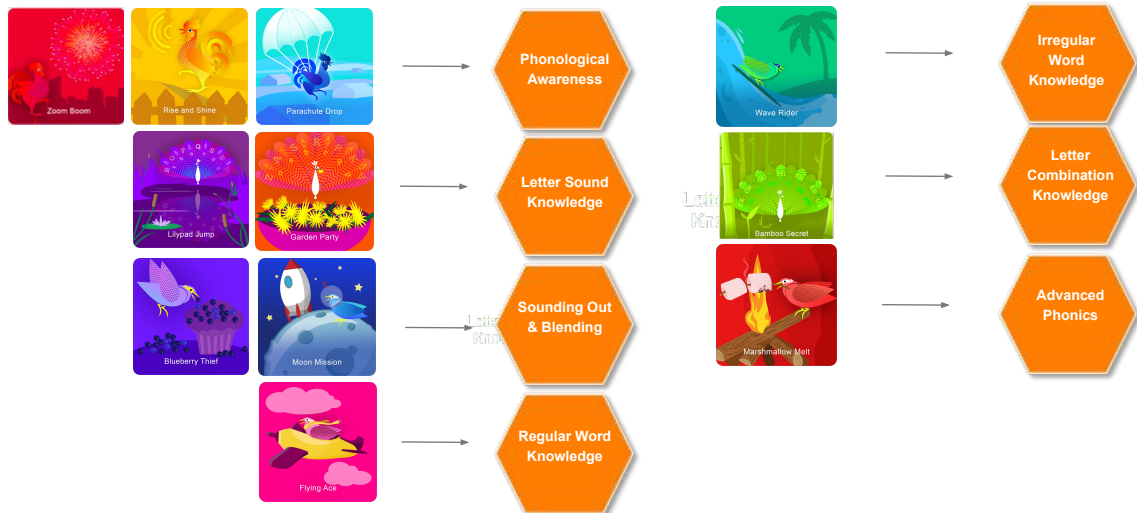 Zoom Boom
Rise and Shine
Parachute Drop
Phonological
Awareness
Lilypad Jump
Garden Party
Letter Sound
Knowledge
Blueberry Thief
Moon Mission
Sounding Out
& Blending
Flying Ace
Regular Word
Knowledge
Wave Rider
Irregular
Word
Knowledge
Bamboo Secret
Letter
Combination
Knowledge
Marshmallow Melt
Advanced
Phonics